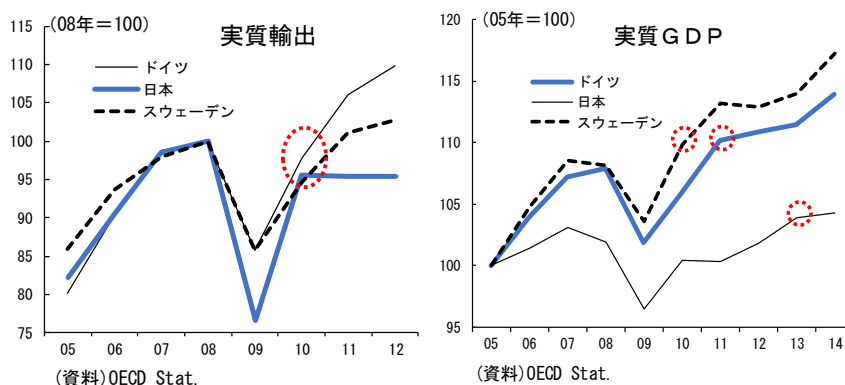 (08年＝100)
実質輸出
ドイツ
日本
スウェーデン
115
110
105
100
95
90
85
80
75
05 06 07 08 09 10 11 12
(資料)OECD Stat.
(05年＝100)
実質ＧＤＰ
ドイツ
日本
スウェーデン
120
115
110
105
100
95
05 06 07 08 09 10 11 12 13 14
(資料)OECD Stat.